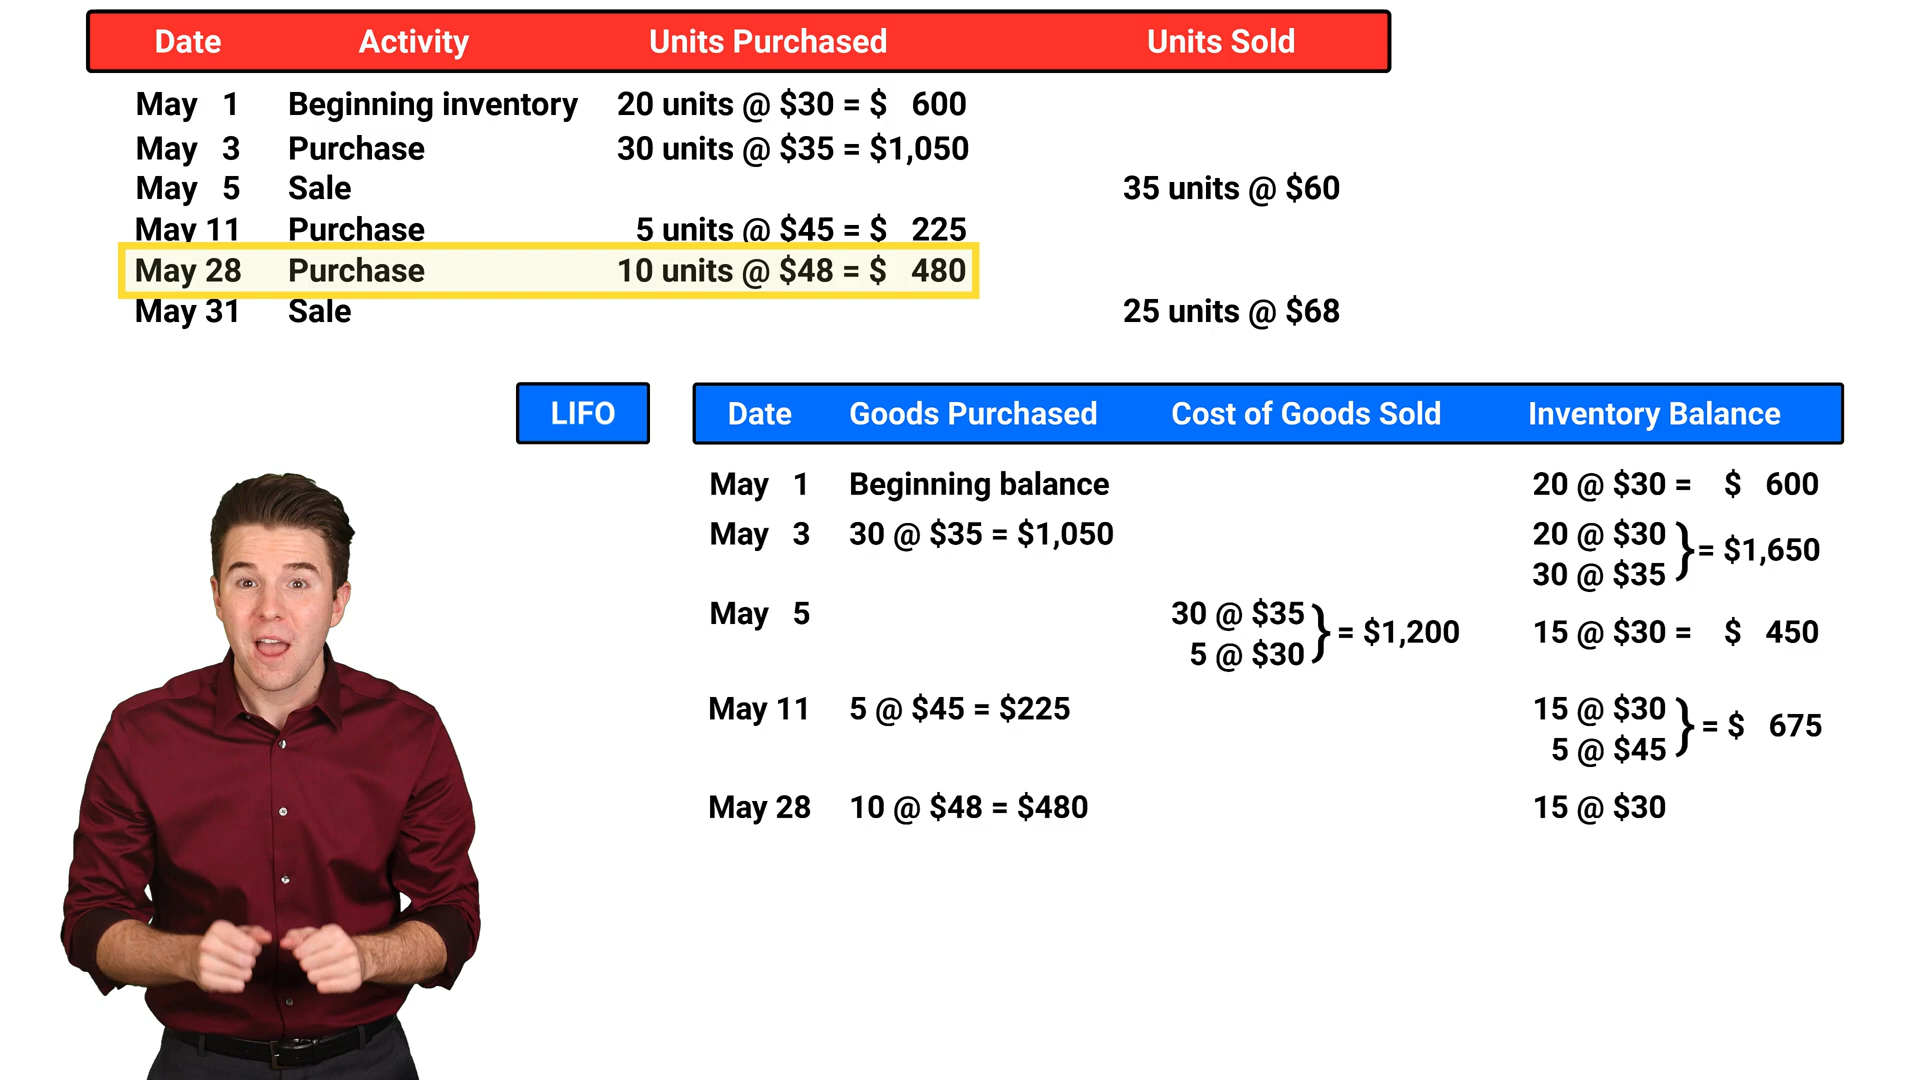 Date Activity Units Purchased Units Sold
May 1 Beginning inventory 20 units @ $30 = $ 600
May 3 Purchase 30 units @ $35 = $1,050
May 5 Sale 35 units @ $60
May 11 Purchase 5 units @ $45 = $ 225
May 28 Purchase 10 units @ $48 = $ 480
May 31 Sale 25 units @ $68
LIFO Date Goods Purchased Cost of Goods Sold Inventory Balance
May 1 Beginning balance 20 @ $30 = $ 600
May 3 30 @ $35 = $1,050 20 @ $30
30 @ $35 } = $1,650
May 5 30 @ $35
5 @ $30 } = $1,200 15 @ $30 = $ 450
May 11 5 @ $45 = $225 15 @ $30
5 @ $45 } = $ 675
May 28 10 @ $48 = $480 15 @ $30